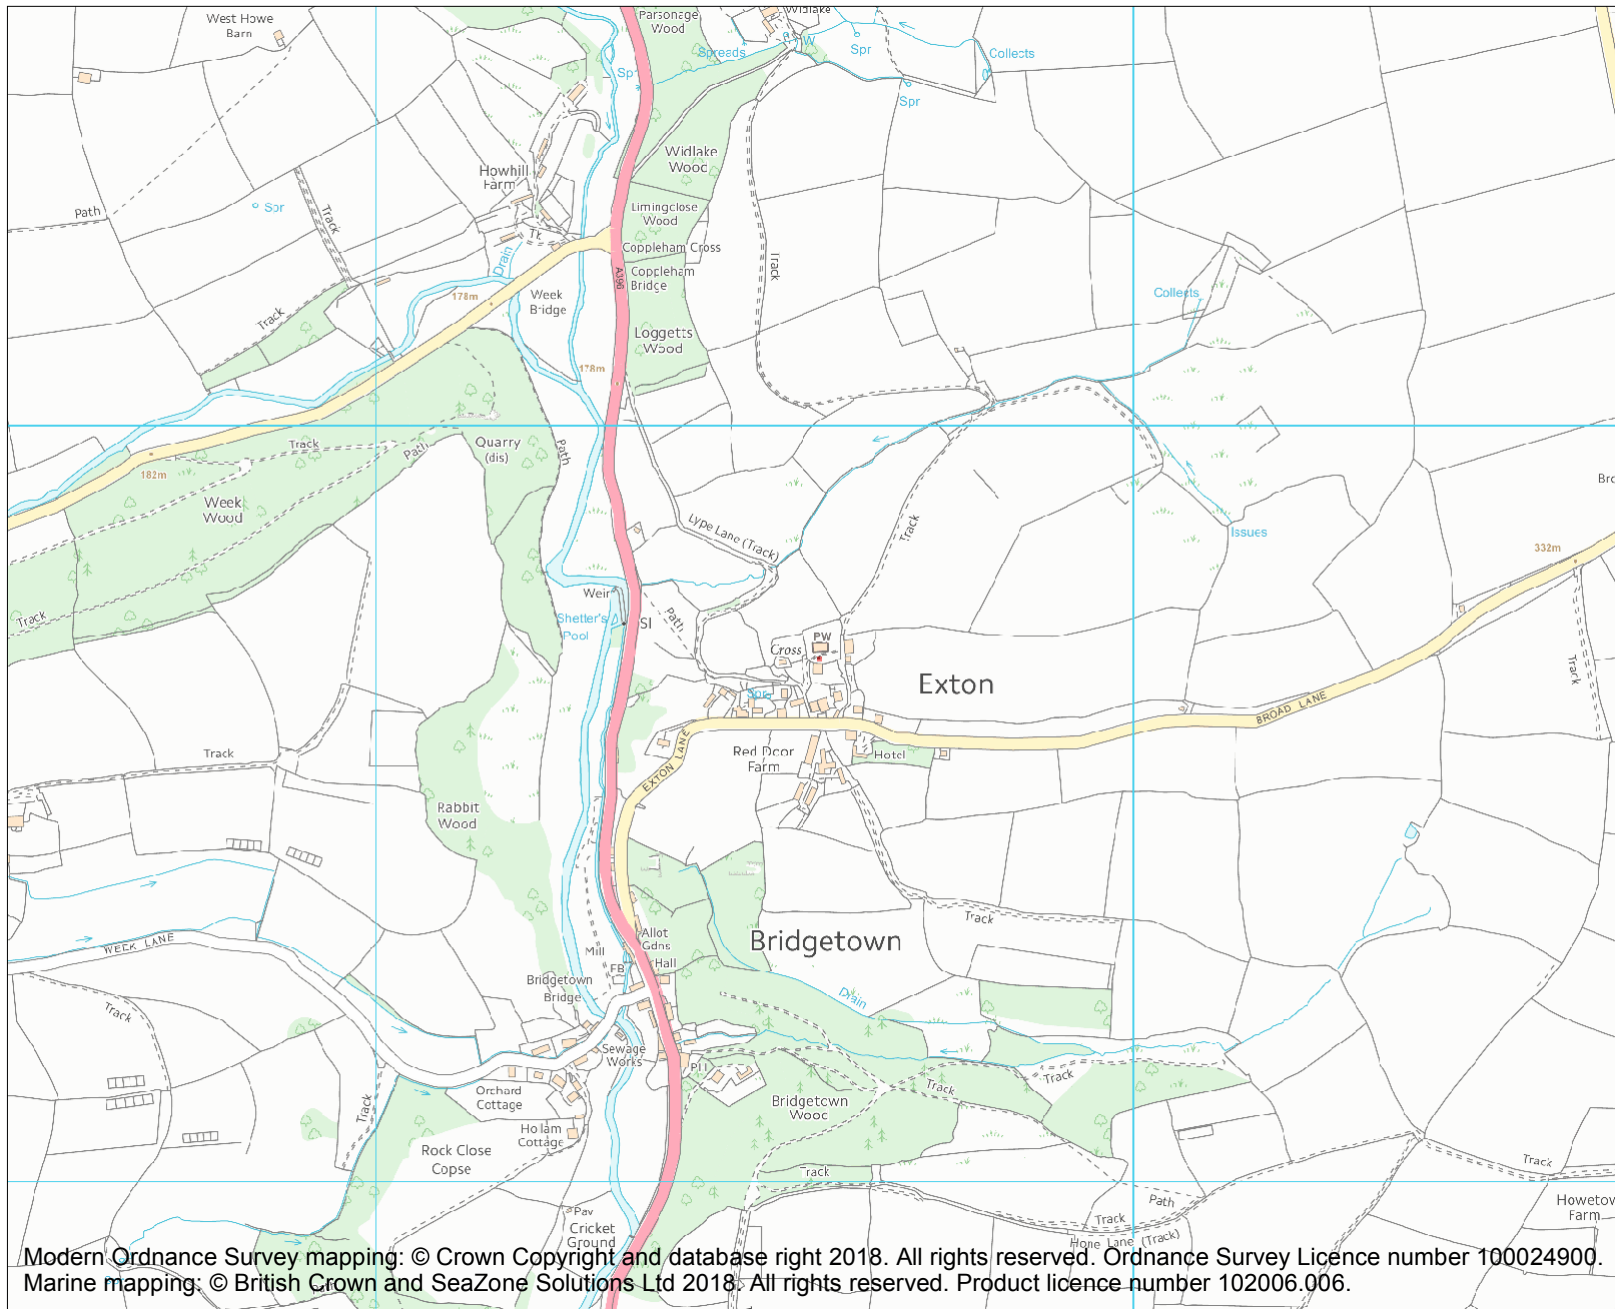 West Howe
Barn
Parsonage
Wood
Widlake
Spreads
W
Spr
Collects
Spr
Spr
Widlake
Wood
Howhill
Farm
Path
Spr
Track
Limingclose
Wood
Tk
Drain
Coppleham Cross
Coppleham
Bridge
A396
Track
178m
Week
Bridge
Collects
Track
Loggetts
Wood
178m
Track
Path
Quarry
(dis)
Path
182m
Week
Wood
Lype Lane (Track)
Track
Issues
332m
Weir
Shetter's
Pool
Sl
Path
Track
PW
Cross
Exton
Track
Spr
BROAD LANE
Track
EXTON LANE
Red Door
Farm
Hotel
Rabbit
Wood
Track
WEEK LANE
Allot
Gdns
Bridgetown
Mill
FB
Hall
Bridgetown
Bridge
Drain
Track
Sewage
Works
PH
Track
Track
Orchard
Cottage
Bridgetown
Wood
Track
Hollam
Cottage
Rock Close
Copse
Track
Track
Path
Howetow
Farm
Pav
Cricket
Ground
Track
Hone Lane (Track)
Modern Ordnance Survey mapping: © Crown Copyright and database right 2018. All rights reserved. Ordnance Survey Licence number 100024900.
Marine mapping: © British Crown and SeaZone Solutions Ltd 2018. All rights reserved. Product licence number 102006.006.